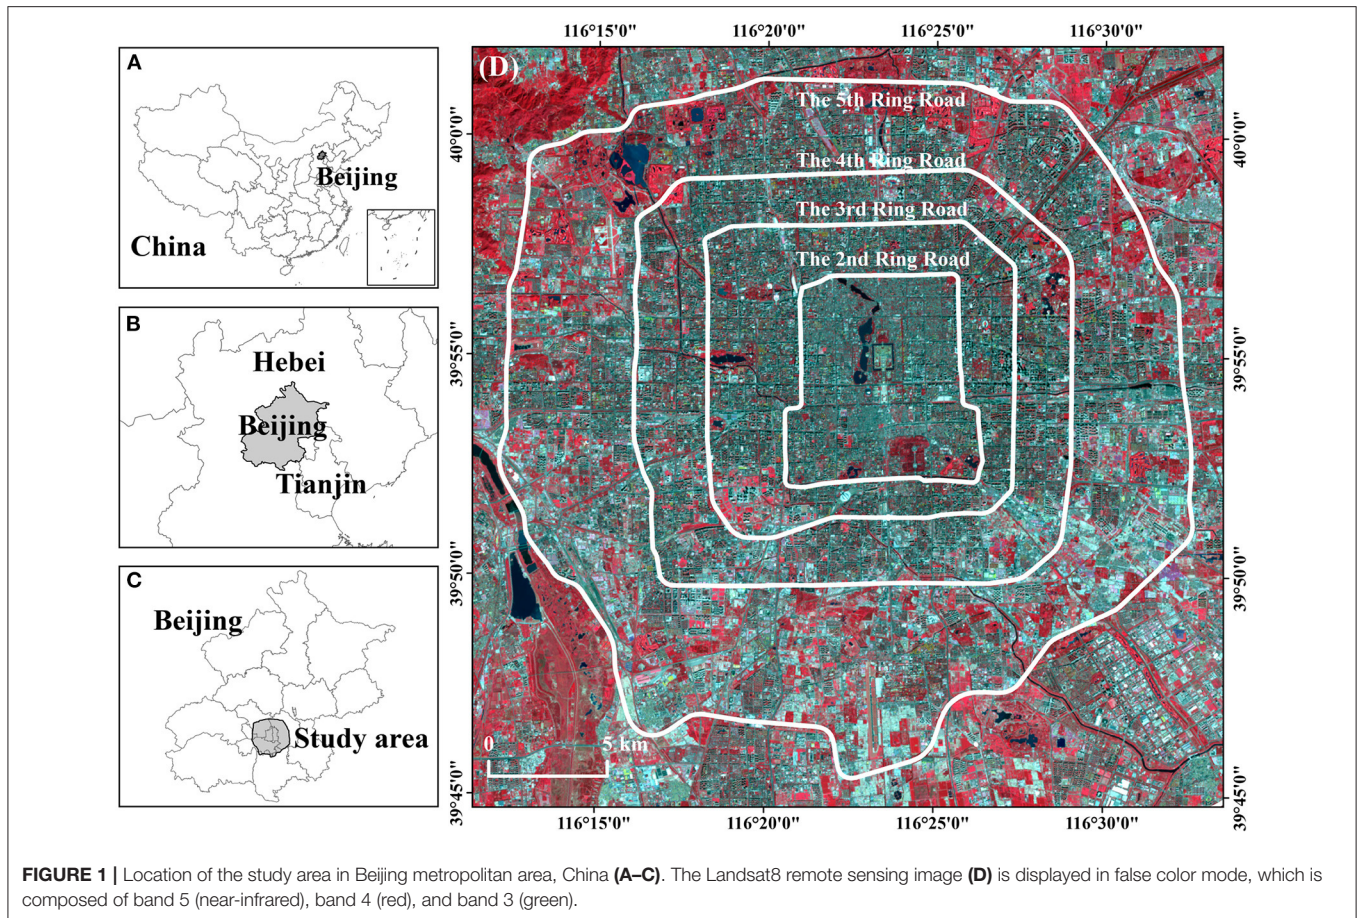 A
Beijing
China
B
Hebei
Beijing
Tianjin
C
Beijing
Study area
116°15'0" 116°20'0" 116°25'0" 116°30'0"
(D)
The 5th Ring Road
The 4th Ring Road
The 3rd Ring Road
The 2nd Ring Road
40°0'0" 40°0'0"
39°55'0" 39°55'0"
39°50'0" 39°50'0"
39°45'0" 39°45'0"
0 5 km
116°15'0" 116°20'0" 116°25'0" 116°30'0"
FIGURE 1 | Location of the study area in Beijing metropolitan area, China (A–C). The Landsat8 remote sensing image (D) is displayed in false color mode, which is
composed of band 5 (near-infrared), band 4 (red), and band 3 (green).